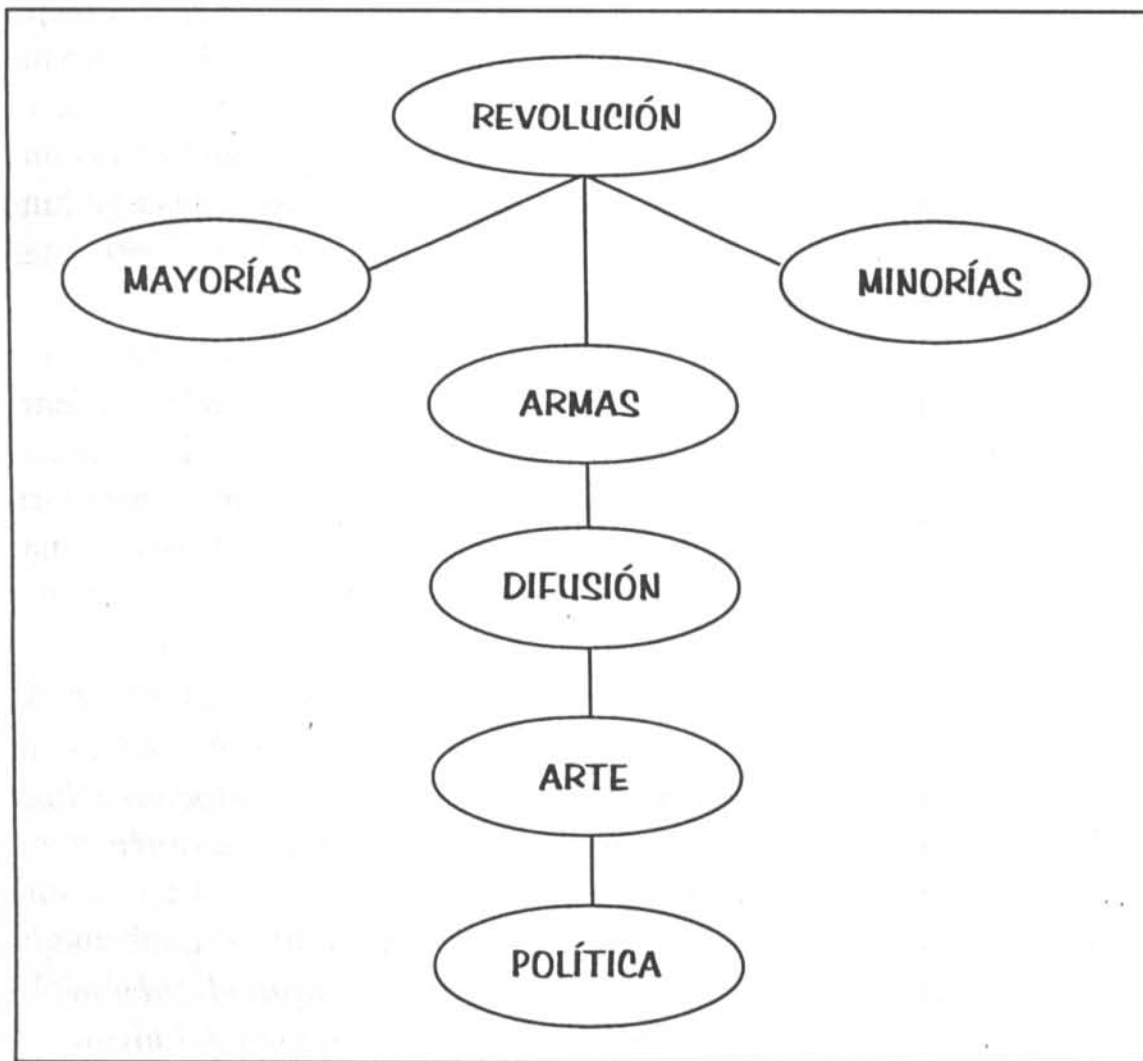 REVOLUCIÓN
MAYORÍAS
MINORÍAS
ARMAS
DIFUSIÓN
ARTE
POLÍTICA